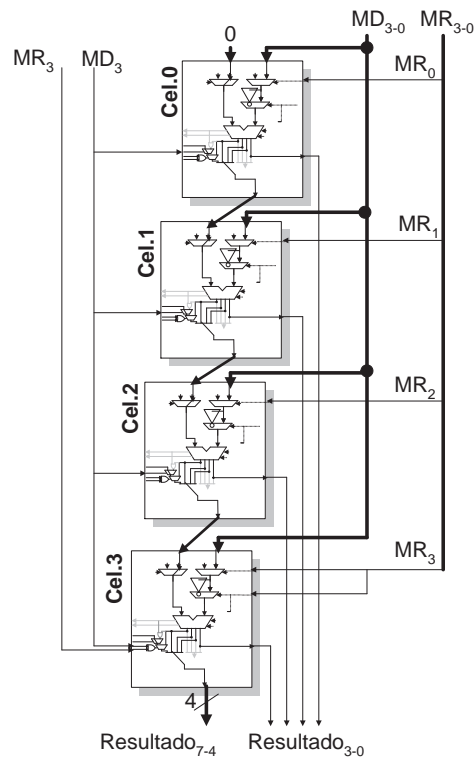 0
MD3-0
MR3-0
MR3
MD3
Cel.0
MR0
Cel.1
MR1
Cel.2
MR2
Cel.3
MR3
4
Resultado7-4
Resultado3-0